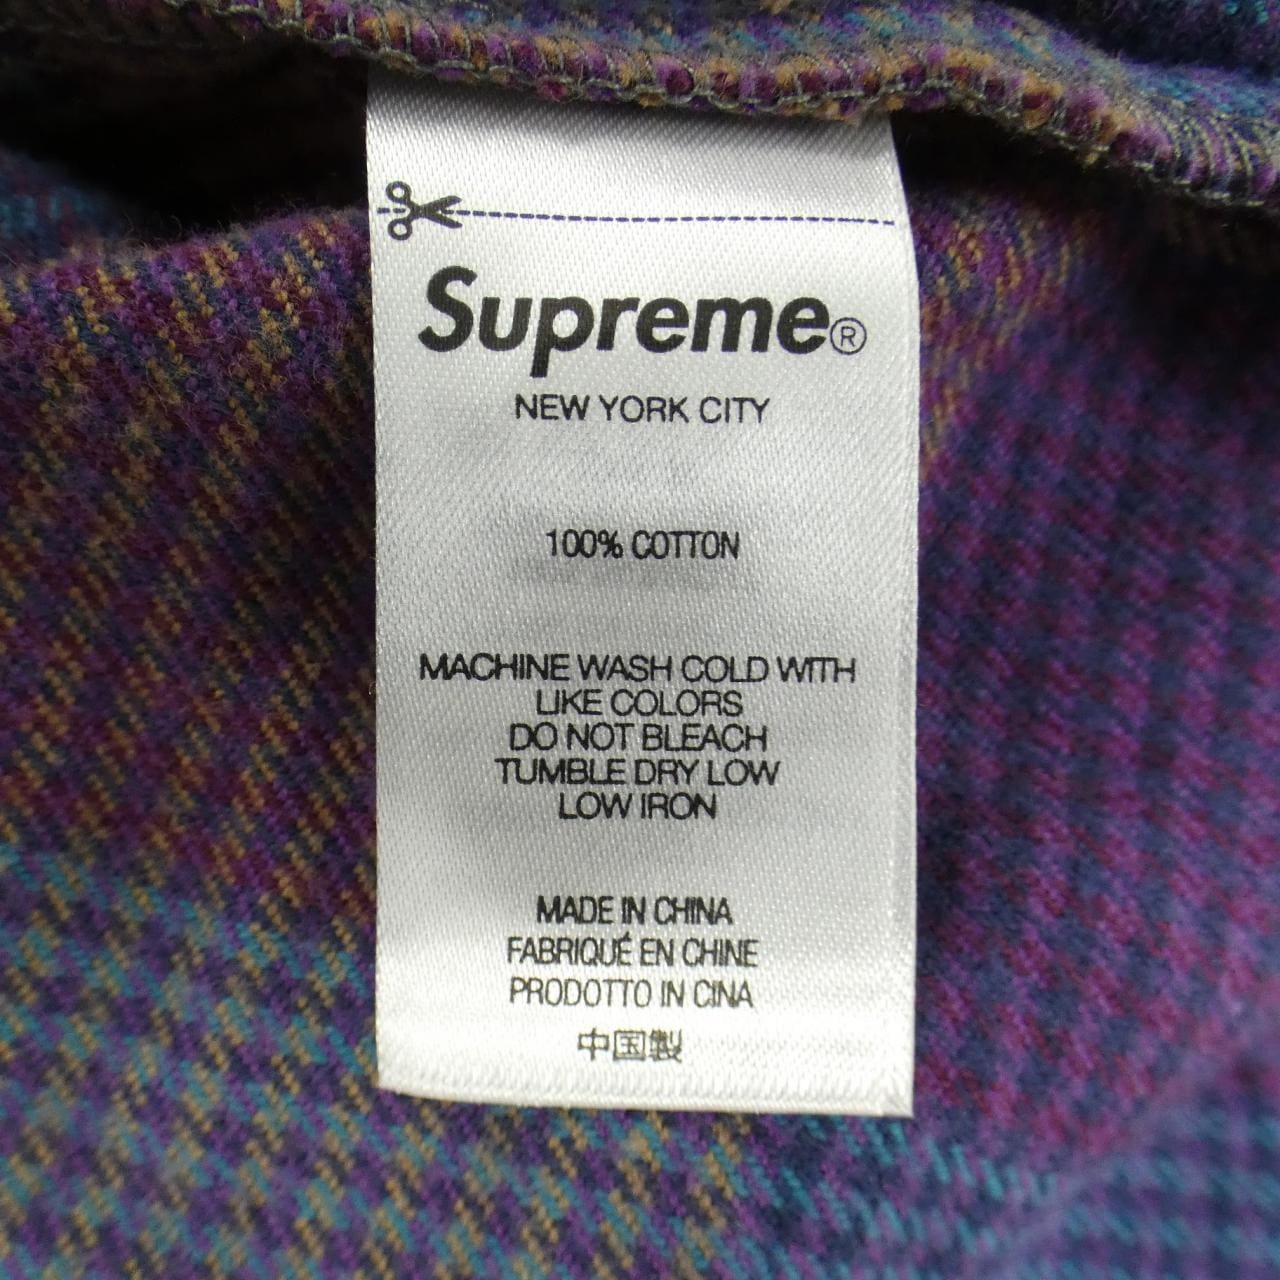 Supreme®
NEW YORK CITY
100% COTTON
MACHINE WASH COLD WITH
LIKE COLORS
DO NOT BLEACH
TUMBLE DRY LOW
LOW IRON
MADE IN CHINA
FABRIQUÉ EN CHINE
PRODOTTO IN CINA
中国製